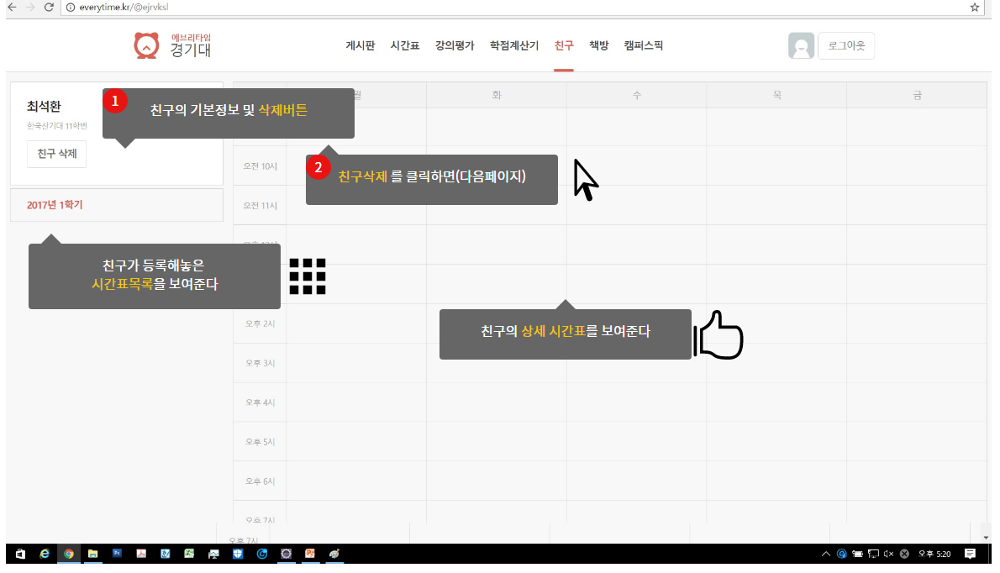 everytime.kr/@ejrvksl
에브리타임
경기대
게시판 시간표 강의평가 학점계산기 친구 책방 캠퍼스픽
로그아웃
월 화 수 목 금
최석환
한국산기대 11학번
친구 삭제
1
친구의 기본정보 및 삭제버튼
오전 10시
2
친구삭제 를 클릭하면(다음페이지)
2017년 1학기
오전 11시
친구가 등록해놓은
시간표목록을 보여준다
오후 2시
친구의 상세 시간표를 보여준다
오후 3시
오후 4시
오후 5시
오후 6시
오후 7시
오후 7시
오후 5:20